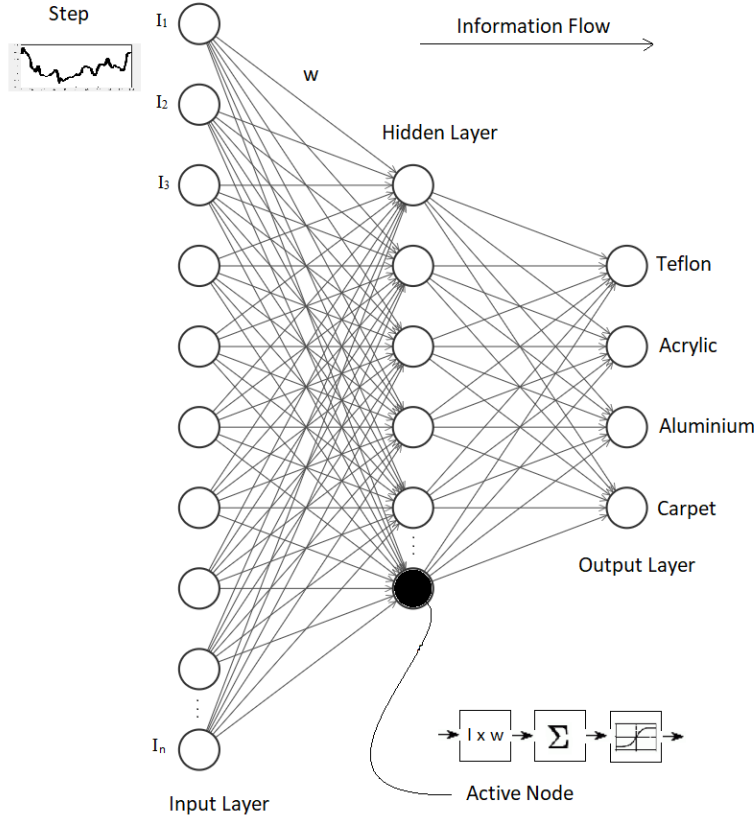 Step
I1
Information Flow
w
I2
Hidden Layer
I3
Teflon
Acrylic
Aluminium
Carpet
Output Layer
In
I x w
Σ
Active Node
Input Layer